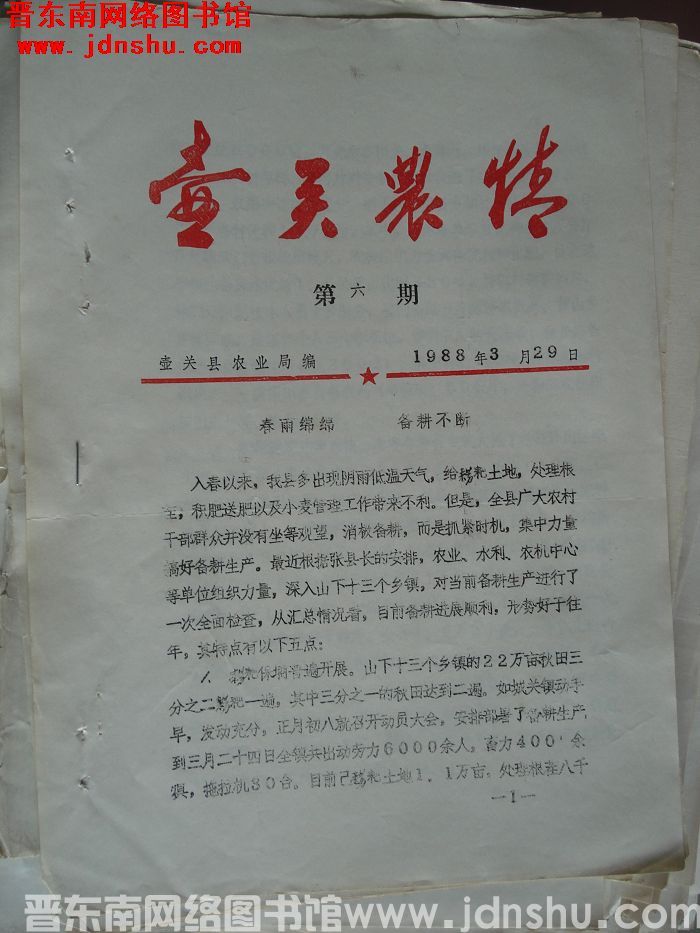 晋东南网络图书馆
www.jdnshu.com
壶关農情
第六期
壶关县农业局编 1988年3月29日
春雨绵绵 备耕不断
入春以来，我县多出现阴雨低温天气，给耧耙土地，处理根
茬，积肥送肥以及小麦管理工作带来不利。但是，全县广大农村
干部群众并没有坐等观望，消极备耕，而是抓紧时机，集中力量
搞好备耕生产。最近根据张县长的安排，农业、水利、农机中心
等单位组织力量，深入山下十三个乡镇，对当前备耕生产进行了
一次全面检查，从汇总情况看，目前备耕进展顺利，形势好于往
年。其特点有以下五点：
1、耧耙保墒普遍开展。山下十三个乡镇的22万亩秋田三
分之二耧耙一遍，其中三分之一的秋田达到二遍。如城关镇动手
早，发动充分。正月初八就召开动员大会。安排部署了备耕生产
到三月二十四日全镇共出动劳力6000余人，畜力400余
犋，拖拉机30台。目前已耧耙土地1．1万亩。处理根茬八千
—1—
晋东南网络图书馆 www.jdnshu.com